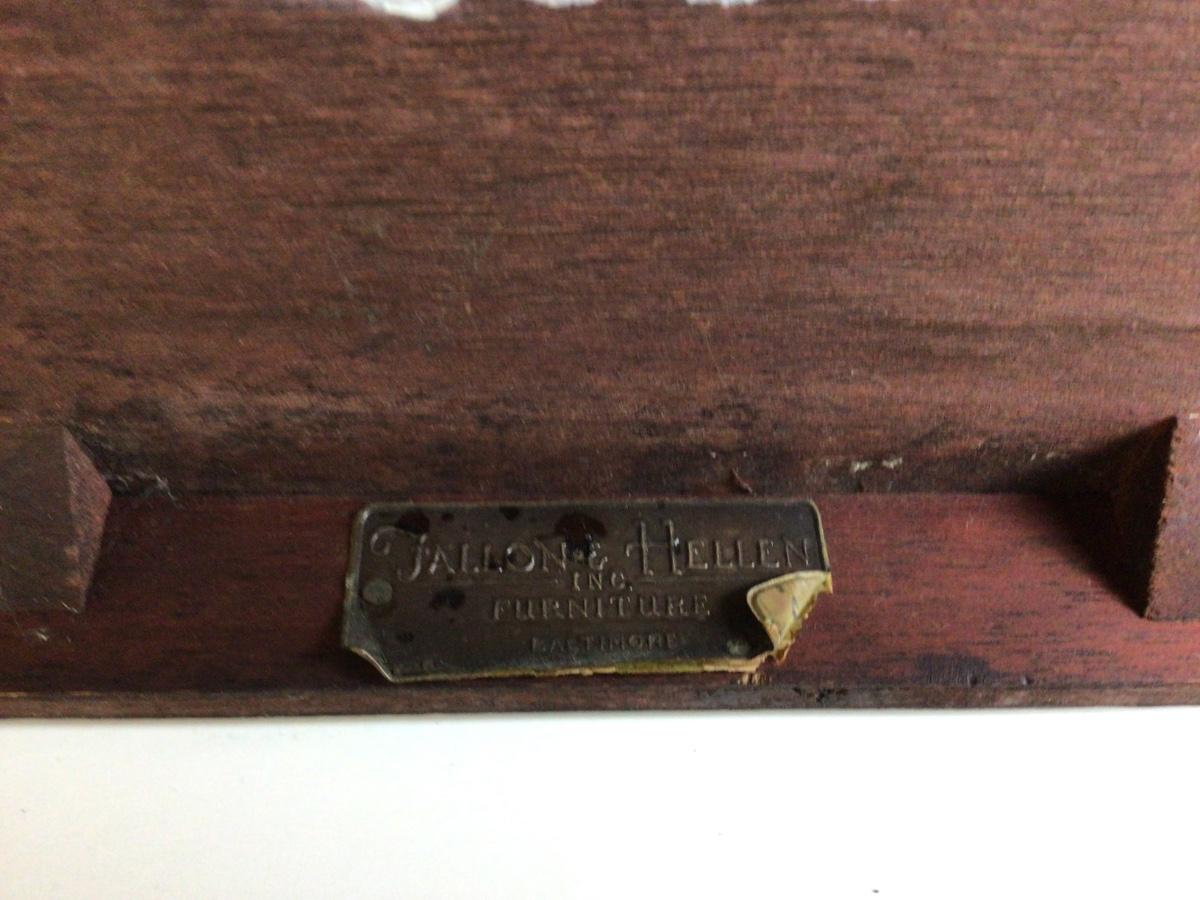 FALLON & HELLEN
INC.
FURNITURE
BALTIMORE